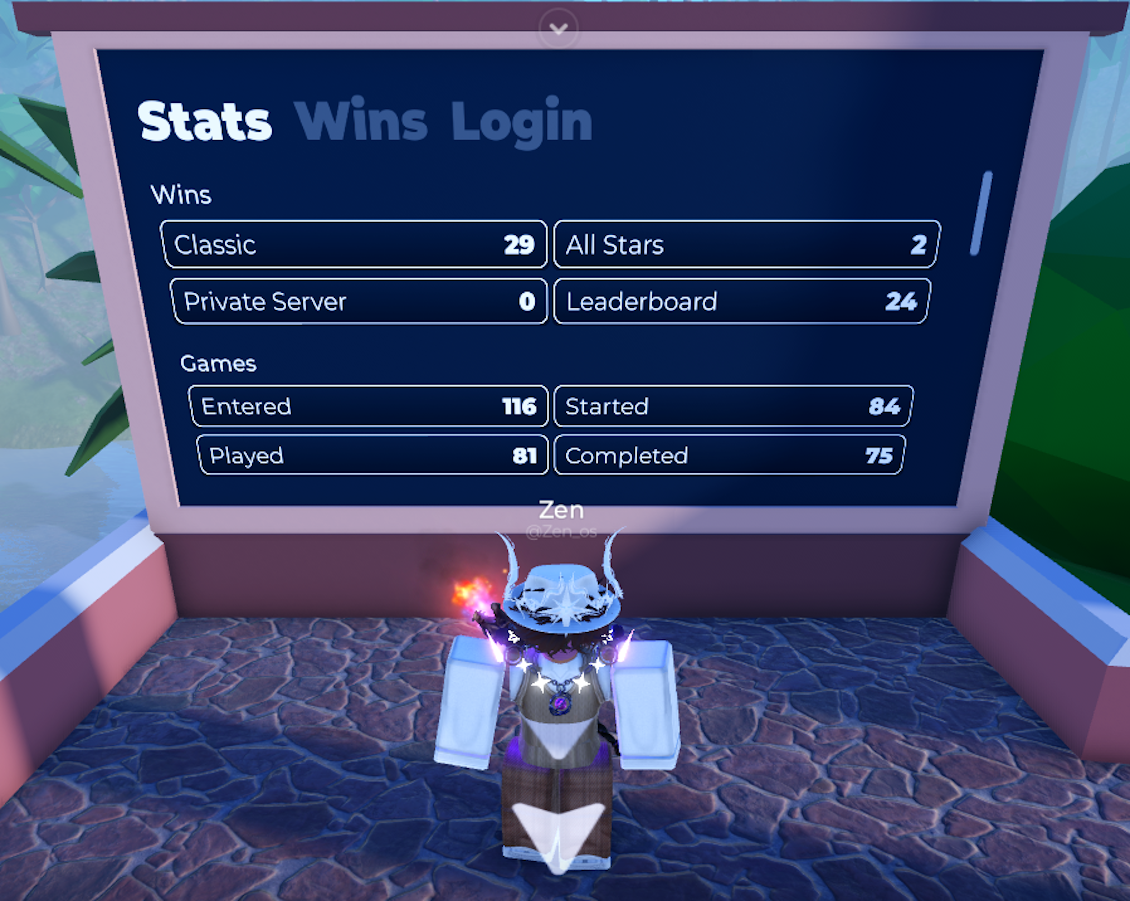 Stats Wins Login
Wins
Classic 29 All Stars 2
Private Server 0 Leaderboard 24
Games
Entered 116 Started 84
Played 81 Completed 75
Zen
@Zen_os